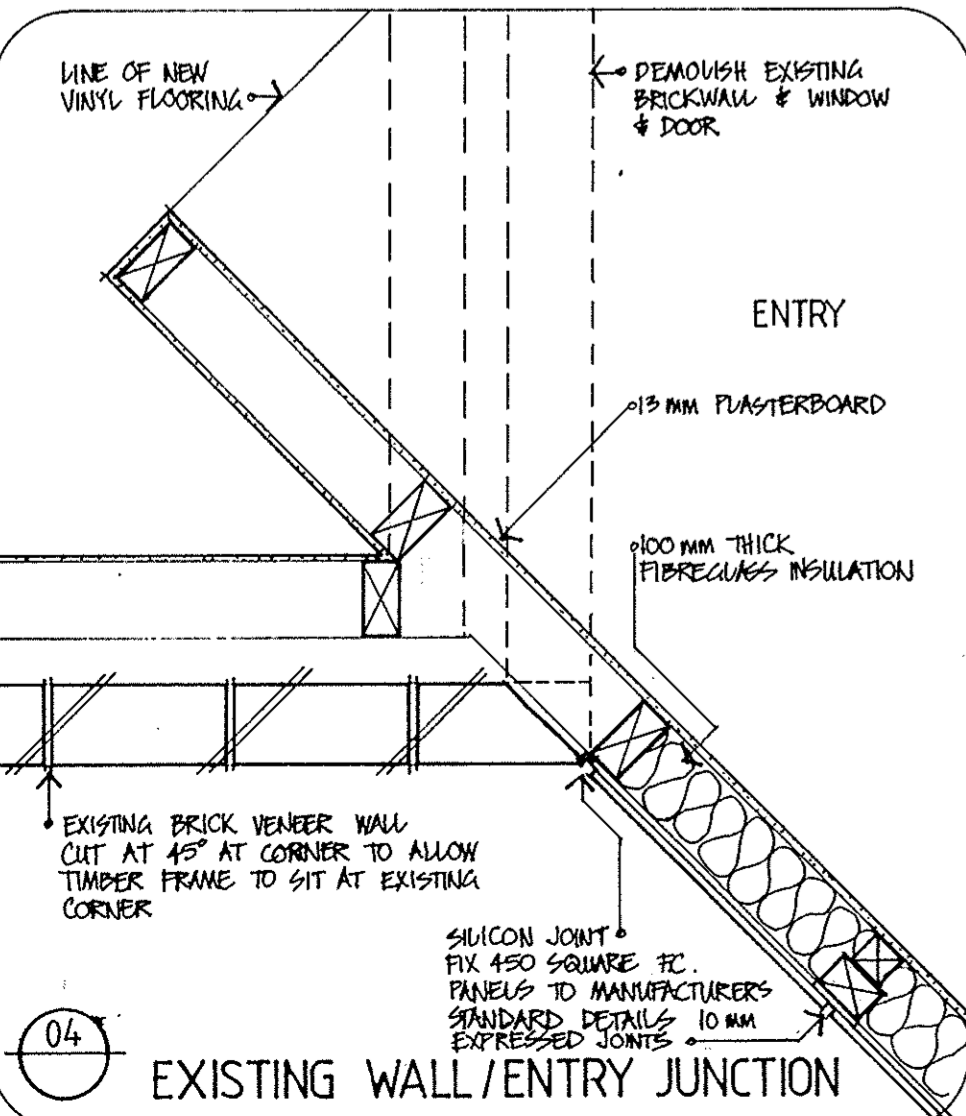 LINE OF NEW
VINYL FLOORING
DEMOLISH EXISTING
BRICKWALL & WINDOW
& DOOR
ENTRY
13 MM PLASTERBOARD
100 MM THICK
FIBREGLASS INSULATION
EXISTING BRICK VENEER WALL
CUT AT 45° AT CORNER TO ALLOW
TIMBER FRAME TO SIT AT EXISTING
CORNER
SILICON JOINT
FIX 450 SQUARE FC.
PANELS TO MANUFACTURERS
STANDARD DETAILS 10 MM
EXPRESSED JOINTS
04
EXISTING WALL/ENTRY JUNCTION